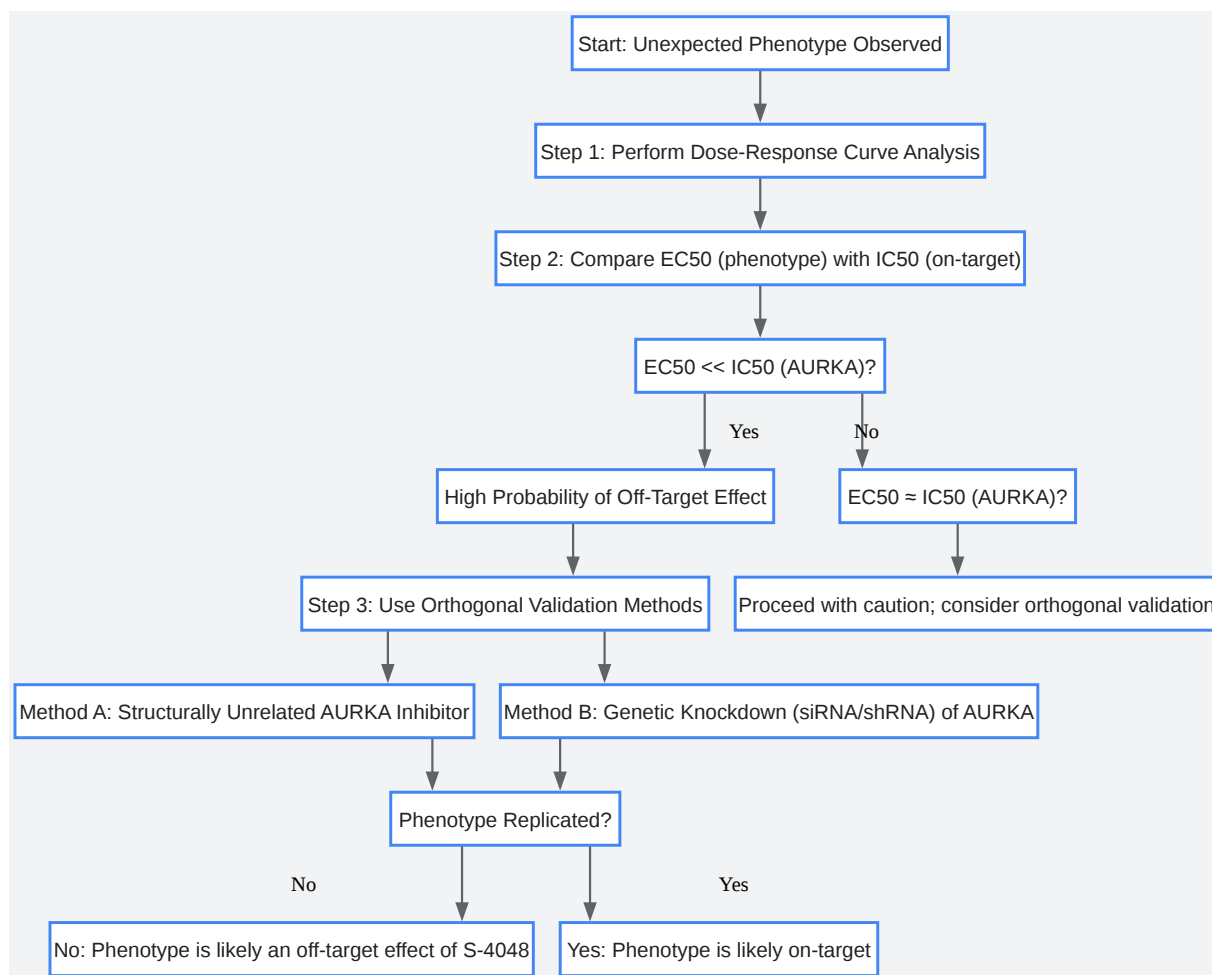 Start: Unexpected Phenotype Observed
Step 1: Perform Dose-Response Curve Analysis
Step 2: Compare EC50 (phenotype) with IC50 (on-target)
EC50 << IC50 (AURKA)?
Yes
No
High Probability of Off-Target Effect
EC50 ≈ IC50 (AURKA)?
Step 3: Use Orthogonal Validation Methods
Proceed with caution; consider orthogonal validation
Method A: Structurally Unrelated AURKA Inhibitor
Method B: Genetic Knockdown (siRNA/shRNA) of AURKA
Phenotype Replicated?
No
Yes
No: Phenotype is likely an off-target effect of S-4048
Yes: Phenotype is likely on-target